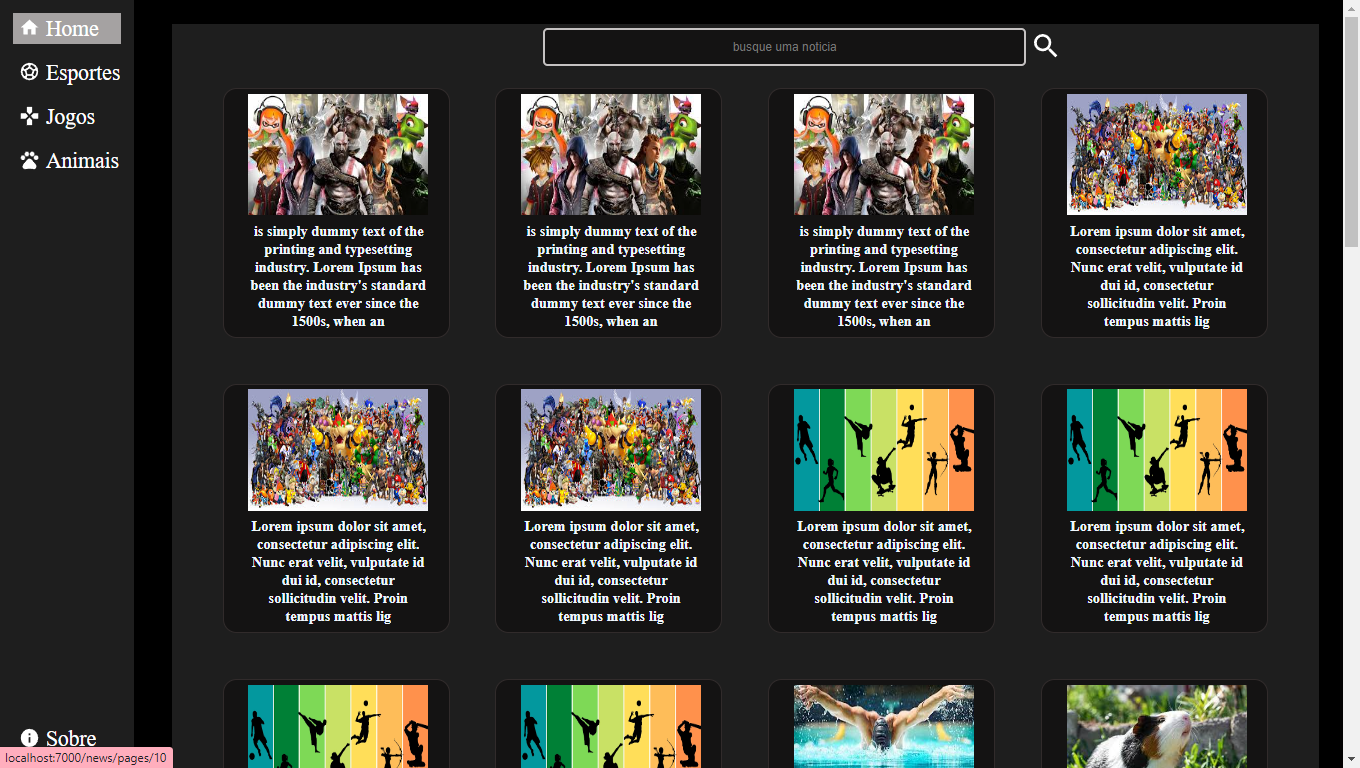 Home
Esportes
Jogos
Animais
busque uma noticia
is simply dummy text of the
printing and typesetting
industry. Lorem Ipsum has
been the industry's standard
dummy text ever since the
1500s, when an
is simply dummy text of the
printing and typesetting
industry. Lorem Ipsum has
been the industry's standard
dummy text ever since the
1500s, when an
is simply dummy text of the
printing and typesetting
industry. Lorem Ipsum has
been the industry's standard
dummy text ever since the
1500s, when an
Lorem ipsum dolor sit amet,
consectetur adipiscing elit.
Nunc erat velit, vulputate id
dui id, consectetur
sollicitudin velit. Proin
tempus mattis lig
Lorem ipsum dolor sit amet,
consectetur adipiscing elit.
Nunc erat velit, vulputate id
dui id, consectetur
sollicitudin velit. Proin
tempus mattis lig
Lorem ipsum dolor sit amet,
consectetur adipiscing elit.
Nunc erat velit, vulputate id
dui id, consectetur
sollicitudin velit. Proin
tempus mattis lig
Lorem ipsum dolor sit amet,
consectetur adipiscing elit.
Nunc erat velit, vulputate id
dui id, consectetur
sollicitudin velit. Proin
tempus mattis lig
Lorem ipsum dolor sit amet,
consectetur adipiscing elit.
Nunc erat velit, vulputate id
dui id, consectetur
sollicitudin velit. Proin
tempus mattis lig
Sobre
localhost:7000/news/pages/10